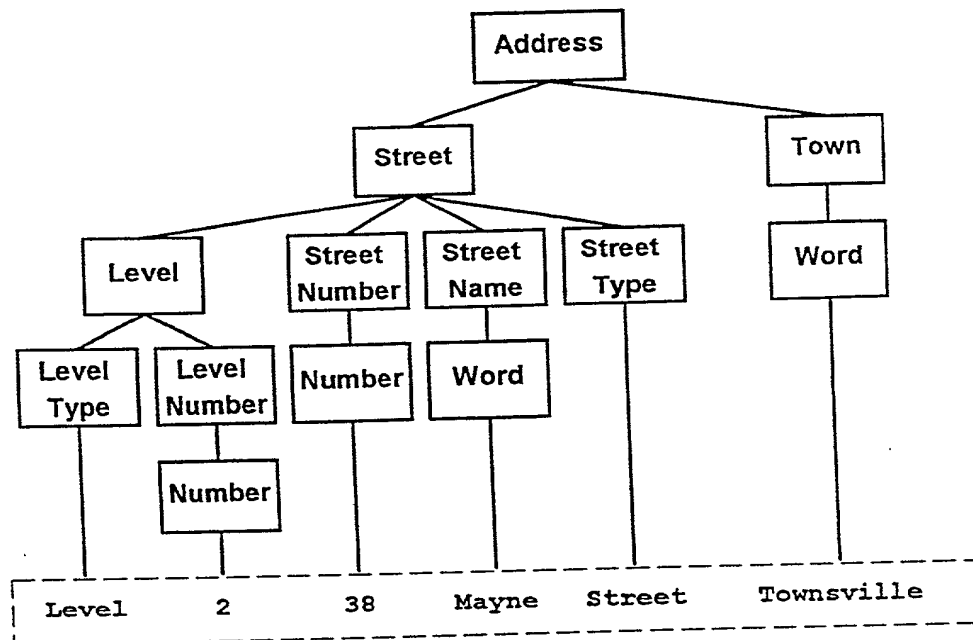 Address
Street
Town
Level
Street
Number
Street
Name
Street
Type
Word
Level
Type
Level
Number
Number
Word
Number
Level 2 38 Mayne Street Townsville